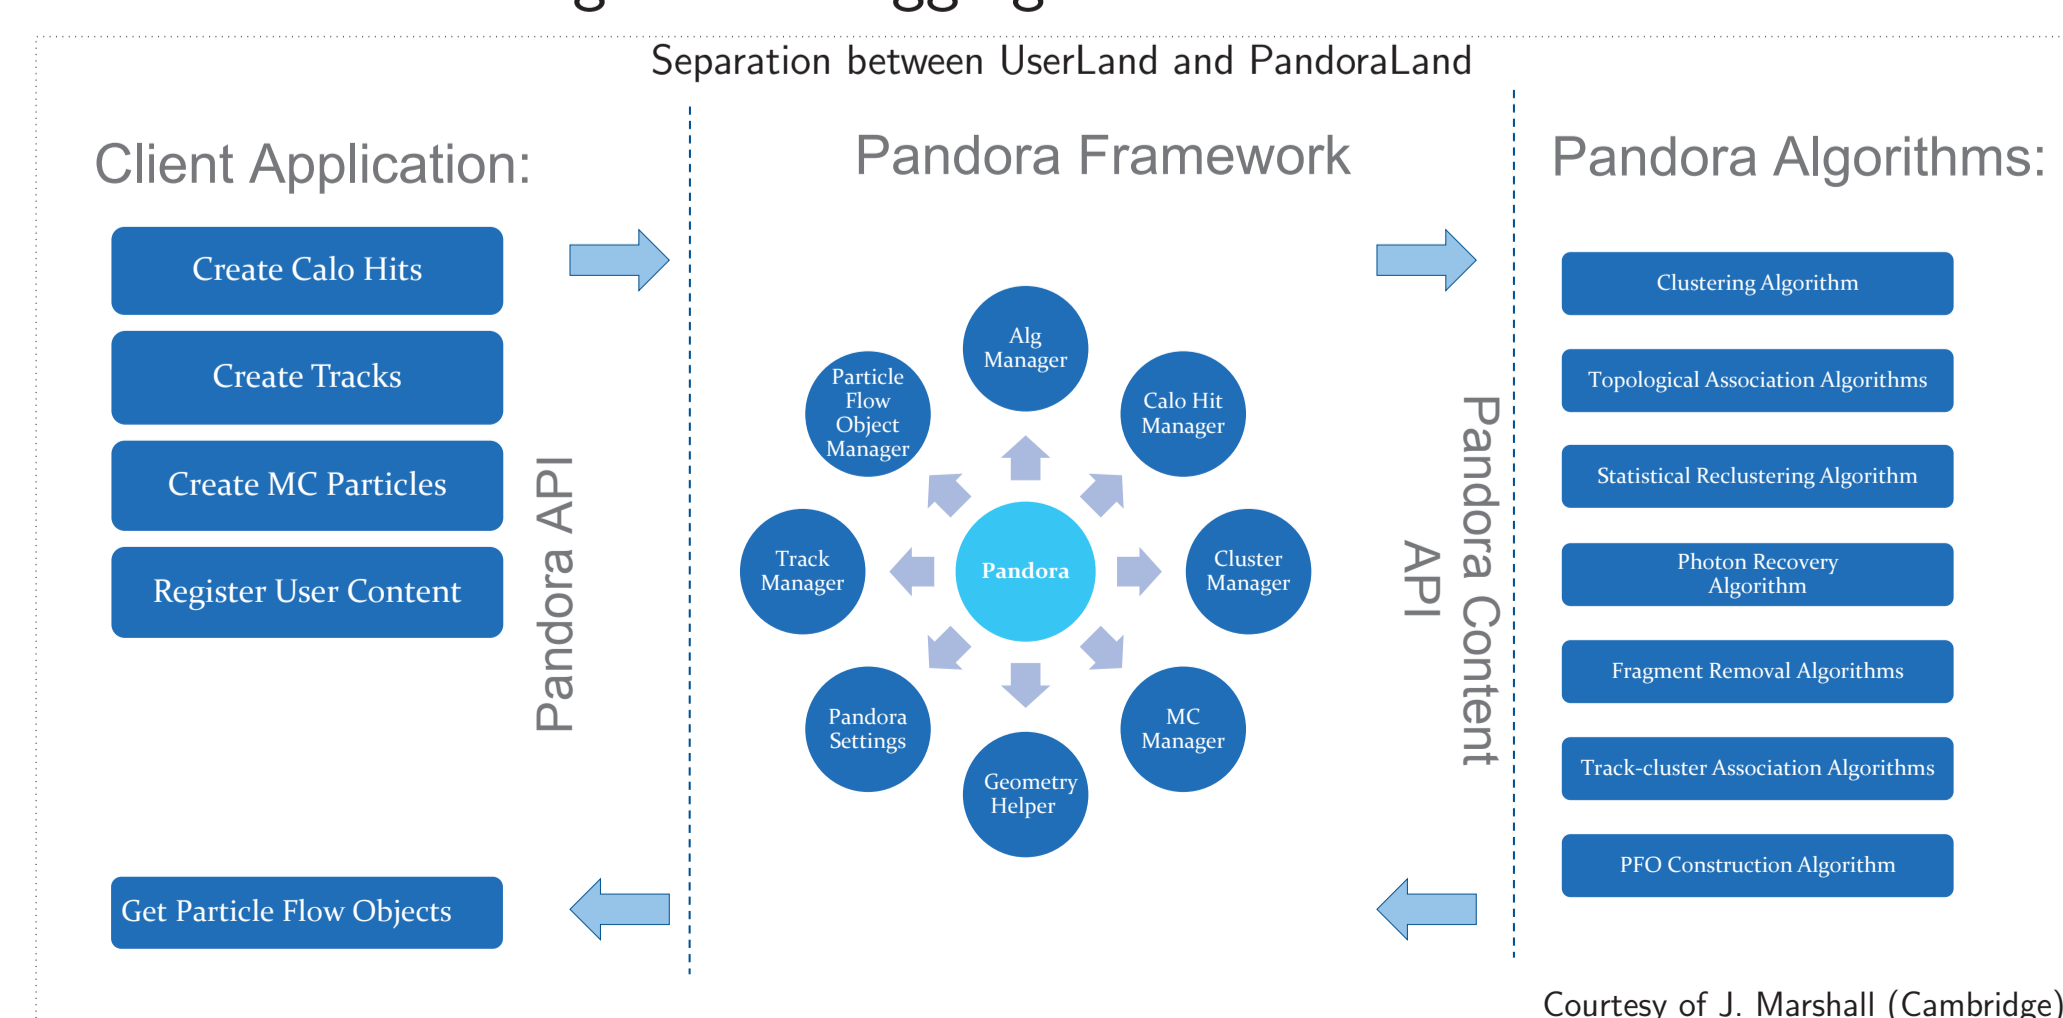 Separation between UserLand and PandoraLand
Client Application:
Create Calo Hits
Create Tracks
Create MC Particles
Register User Content
Get Particle Flow Objects
Pandora API
Pandora Framework
Alg
Manager
Calo Hit
Manager
Cluster
Manager
MC
Manager
Geometry
Helper
Pandora
Settings
Track
Manager
Particle
Flow
Object
Manager
Pandora
Pandora Content
API
Pandora Algorithms:
Clustering Algorithm
Topological Association Algorithms
Statistical Reclustering Algorithm
Photon Recovery
Algorithm
Fragment Removal Algorithms
Track-cluster Association Algorithms
PFO Construction Algorithm
Courtesy of J. Marshall (Cambridge)